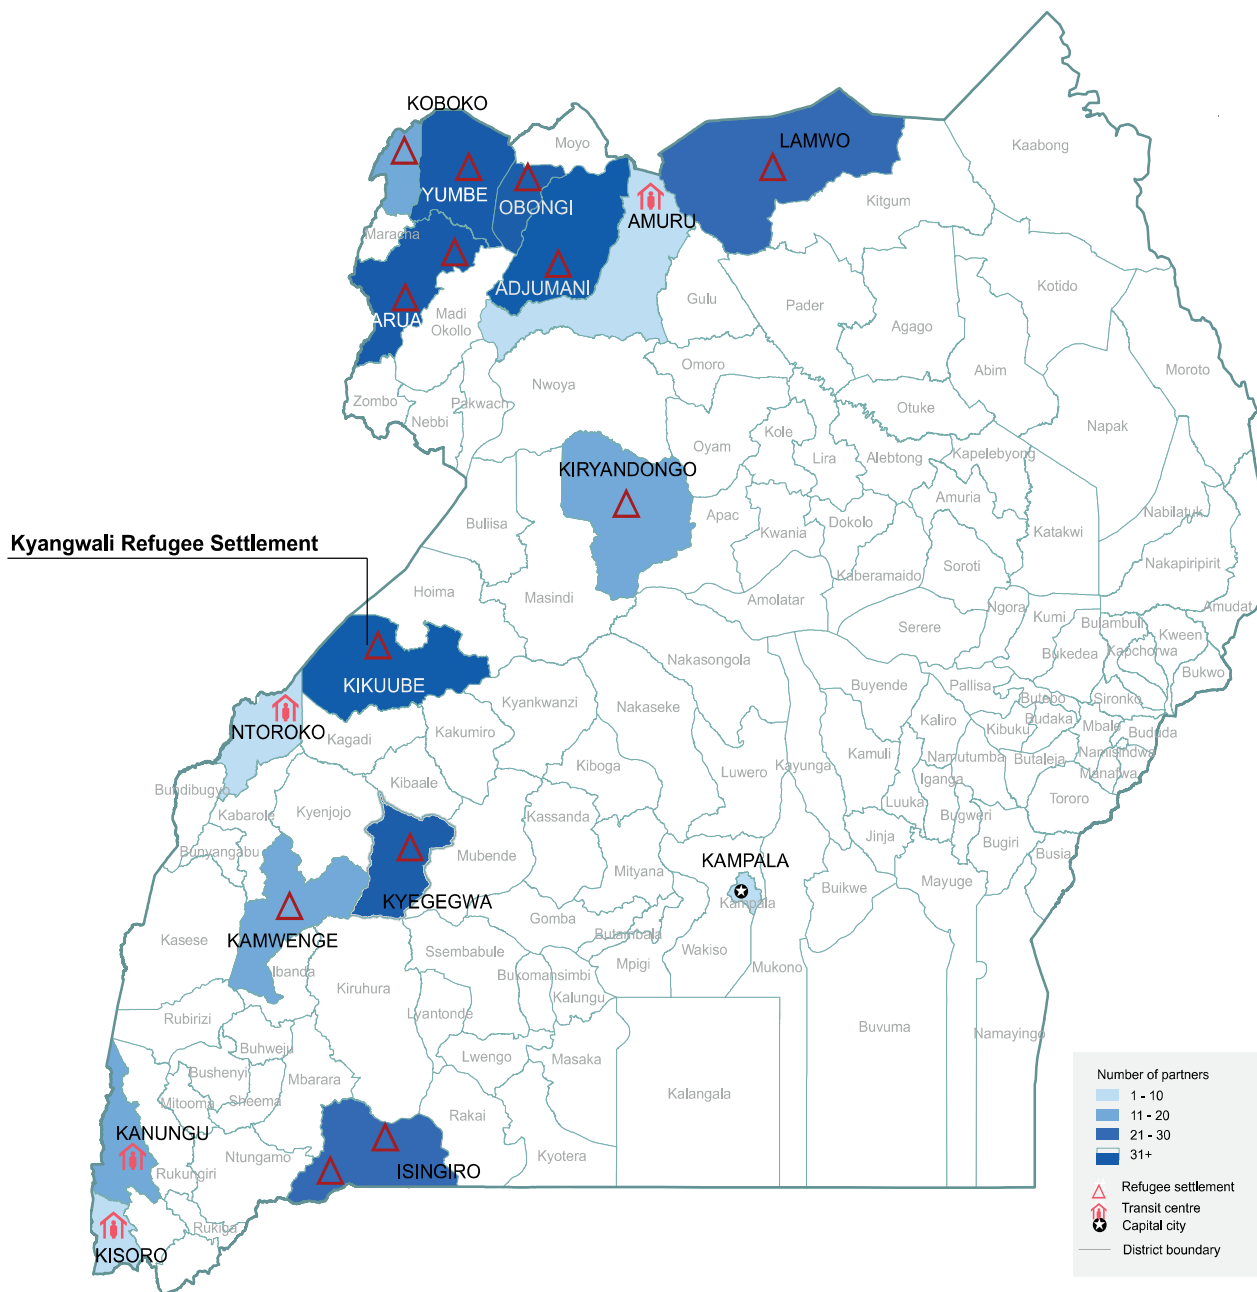 KOBOKO
Moyo
LAMWO
Kaabong
YUMBE
OBONGI
Kitgum
AMURU
Maracha
ADJUMANI
Kotido
Gulu
Pader
Madi
Okollo
ARUA
Agago
Omoro
Abim
Moroto
Nwoya
Zombo
Pakwach
Nebbi
Otuke
Napak
Kole
Oyam
Lira
Alebtong
Kapelebyong
KIRYANDONGO
Amuria
Nabilatuk
Buliisa
Apac
Kwania
Dokolo
Katakwi
Kyangwali Refugee Settlement
Nakapiripirit
Soroti
Kaberamaido
Hoima
Masindi
Amolatar
Ngora
Amudat
Serere
Kumi
Bulambuli
Kween
Kapchorwa
Bukedea
Bukwo
Nakasongola
KIKUUBE
Buyende
Pallisa
Butebo
Sironko
Kyankwanzi
Nakaseke
Kaliro
Kibuku
Budaka
Mbale
Bududa
NTOROKO
Kagadi
Kakumiro
Kamuli
Namutumba
Butaleja
Namisindwa
Manafwa
Kiboga
Luwero
Kayunga
Iganga
Bundibugyo
Kibaale
Luuka
Tororo
Kabarole
Kyenjojo
Kassanda
Bugweri
Jinja
Bugiri
Bunyangabu
Mubende
Mityana
KAMPALA
Busia
Buikwe
Mayuge
KYEGEGWA
Kampala
Gomba
Butambala
KAMWENGE
Kasese
Ssembabule
Wakiso
Mpigi
Mukono
Ibanda
Bukomansimbi
Kiruhura
Kalungu
Lyantonde
Rubirizi
Buvuma
Namayingo
Buhweju
Lwengo
Masaka
Bushenyi
Mbarara
Kalangala
Mitooma
Sheema
Rakai
KANUNGU
Kyotera
Ntungamo
Rukungiri
ISINGIRO
Rukiga
KISORO
Number of partners
1 - 10
11 - 20
21 - 30
31+
Refugee settlement
Transit centre
Capital city
District boundary